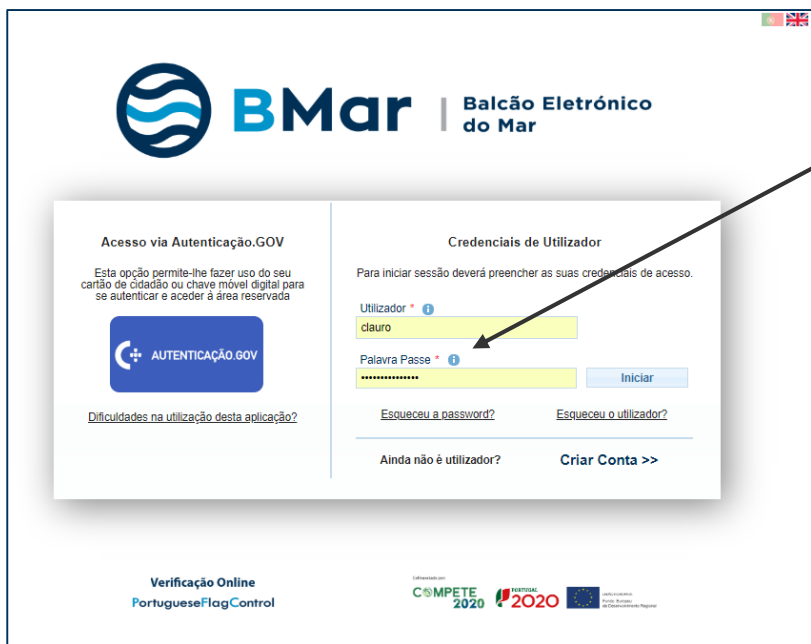 BMar
Balcão Eletrónico
do Mar
Acesso via Autenticação.GOV
Esta opção permite-lhe fazer uso do seu
cartão de cidadão ou chave móvel digital para
se autenticar e aceder à área reservada
AUTENTICAÇÃO.GOV
Dificuldades na utilização desta aplicação?
Credenciais de Utilizador
Para iniciar sessão deverá preencher as suas credenciais de acesso.
Utilizador *
clauro
Palavra Passe *
••••••••••••••
Iniciar
Esqueceu a password?
Esqueceu o utilizador?
Ainda não é utilizador?
Criar Conta >>
Verificação Online
PortugueseFlagControl
COMPETE
2020
PORTUGAL
2020